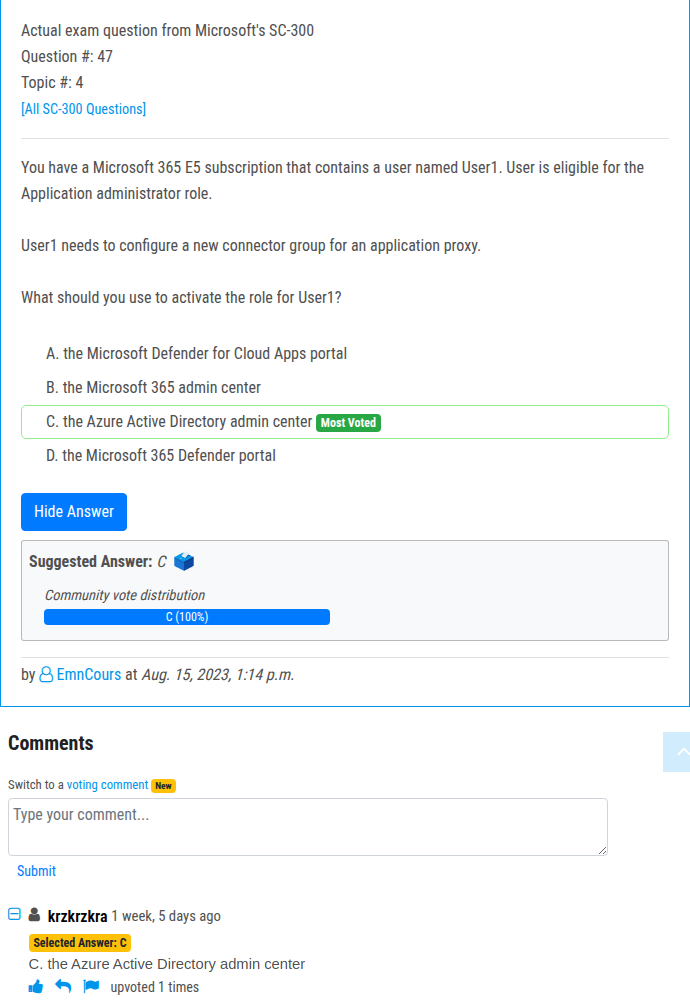 Actual exam question from Microsoft's SC-300
Question #: 47
Topic #: 4
[All SC-300 Questions]
You have a Microsoft 365 E5 subscription that contains a user named User1. User is eligible for the
Application administrator role.
User1 needs to configure a new connector group for an application proxy.
What should you use to activate the role for User1?
A. the Microsoft Defender for Cloud Apps portal
B. the Microsoft 365 admin center
C. the Azure Active Directory admin center Most Voted
D. the Microsoft 365 Defender portal
Hide Answer
Suggested Answer: C
Community vote distribution
C (100%)
by EmnCours at Aug. 15, 2023, 1:14 p.m.
Comments
Switch to a voting comment New
Type your comment...
Submit
krzkrzkra 1 week, 5 days ago
Selected Answer: C
C. the Azure Active Directory admin center
upvoted 1 times